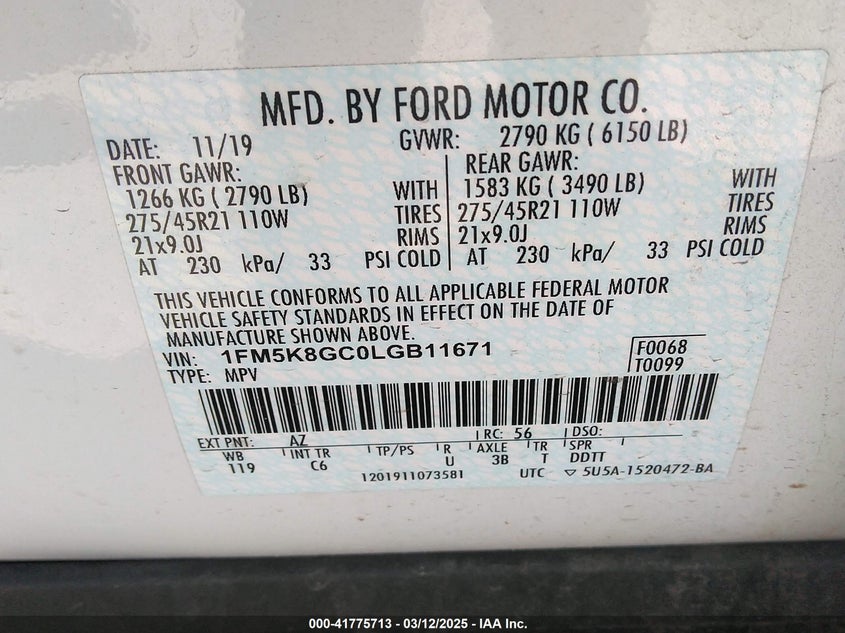 MFD. BY FORD MOTOR CO.
DATE: 11/19 GVWR: 2790 KG ( 6150 LB)
FRONT GAWR: REAR GAWR:
1266 KG ( 2790 LB) WITH 1583 KG ( 3490 LB) WITH
275/45R21 110W TIRES 275/45R21 110W TIRES
21x9.0J RIMS 21x9.0J RIMS
AT 230 kPa/ 33 PSI COLD AT 230 kPa/ 33 PSI COLD
THIS VEHICLE CONFORMS TO ALL APPLICABLE FEDERAL MOTOR
VEHICLE SAFETY STANDARDS IN EFFECT ON THE DATE OF
MANUFACTURE SHOWN ABOVE.
VIN: 1FM5K8GC0LGB11671 F0068
TYPE: MPV T0099
EXT PNT: AZ RC: 56 DSO:
WB INT TR TP/PS R AXLE TR SPR
119 C6 U 3B T DDTT
1201911073581 UTC ▽ 5U5A-1520472-BA
000-41775713 - 03/12/2025 - IAA Inc.